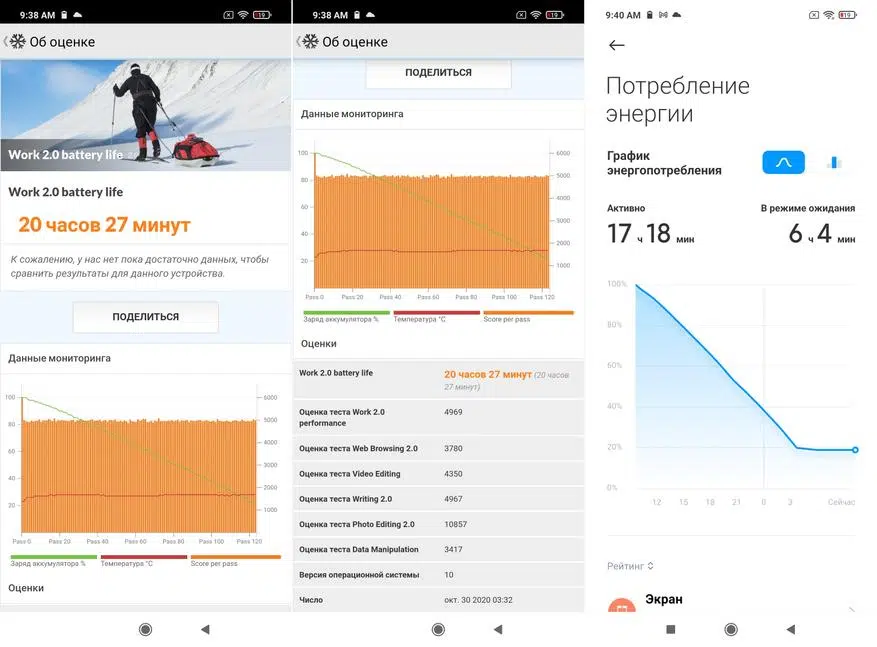 9:38 AM
19
Об оценке
Work 2.0 battery life
Work 2.0 battery life
20 часов 27 минут
К сожалению, у нас нет пока достаточно данных, чтобы
сравнить результаты для данного устройства.
ПОДЕЛИТЬСЯ
Данные мониторинга
100
80
60
40
20
6000
5000
4000
3000
2000
1000
Pass 0 Pass 20 Pass 40 Pass 60 Pass 80 Pass 100 Pass 120
Заряд аккумулятора % Температура °C Score per pass
Оценки
9:38 AM
19
Об оценке
ПОДЕЛИТЬСЯ
Данные мониторинга
100
80
60
40
20
6000
5000
4000
3000
2000
1000
Pass 0 Pass 20 Pass 40 Pass 60 Pass 80 Pass 100 Pass 120
Заряд аккумулятора % Температура °C Score per pass
Оценки
Work 2.0 battery life 20 часов 27 минут (20 часов
27 минут)
Оценка теста Work 2.0 4969
performance
Оценка теста Web Browsing 2.0 3780
Оценка теста Video Editing 4350
Оценка теста Writing 2.0 4967
Оценка теста Photo Editing 2.0 10857
Оценка теста Data Manipulation 3417
Версия операционной системы 10
Число окт. 30 2020 03:32
9:40 AM
19
Потребление
энергии
График
энергопотребления
Активно В режиме ожидания
17 ч 18 мин 6 ч 4 мин
100%
80%
60%
40%
20%
0%
12 15 18 21 0 3 Сейчас
Рейтинг
Экран